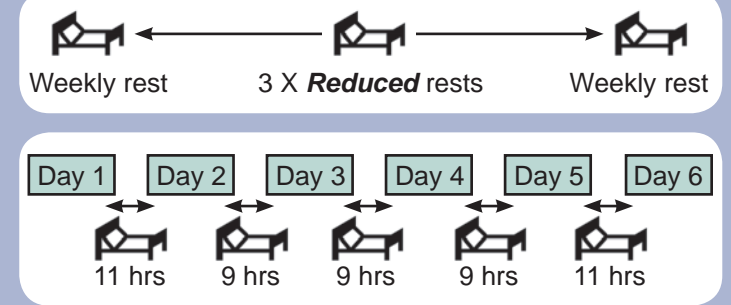 Weekly rest 3 X Reduced rests Weekly rest
Day 1 Day 2 Day 3 Day 4 Day 5 Day 6
11 hrs 9 hrs 9 hrs 9 hrs 11 hrs